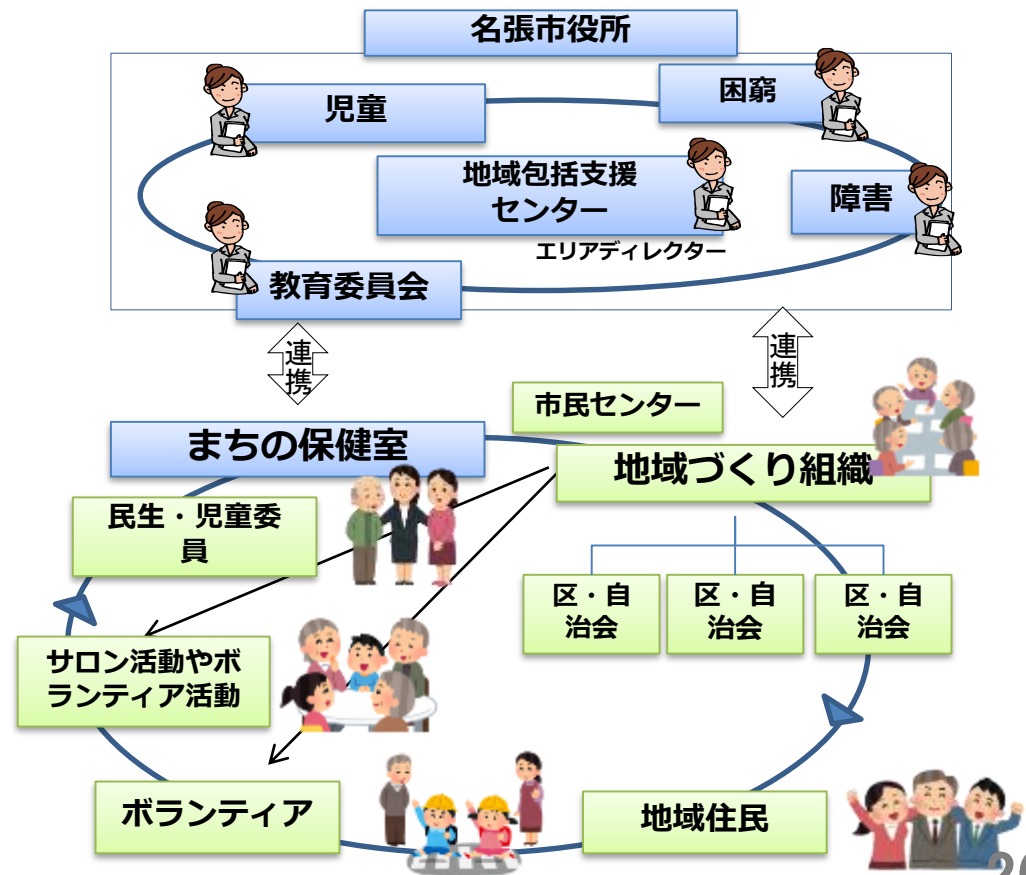 名張市役所
児童
困窮
地域包括支援
センター
障害
エリアディレクター
教育委員会
連携
連携
市民センター
まちの保健室
地域づくり組織
民生・児童委
員
区・自
治会
区・自
治会
区・自
治会
サロン活動やボ
ランティア活動
ボランティア
地域住民